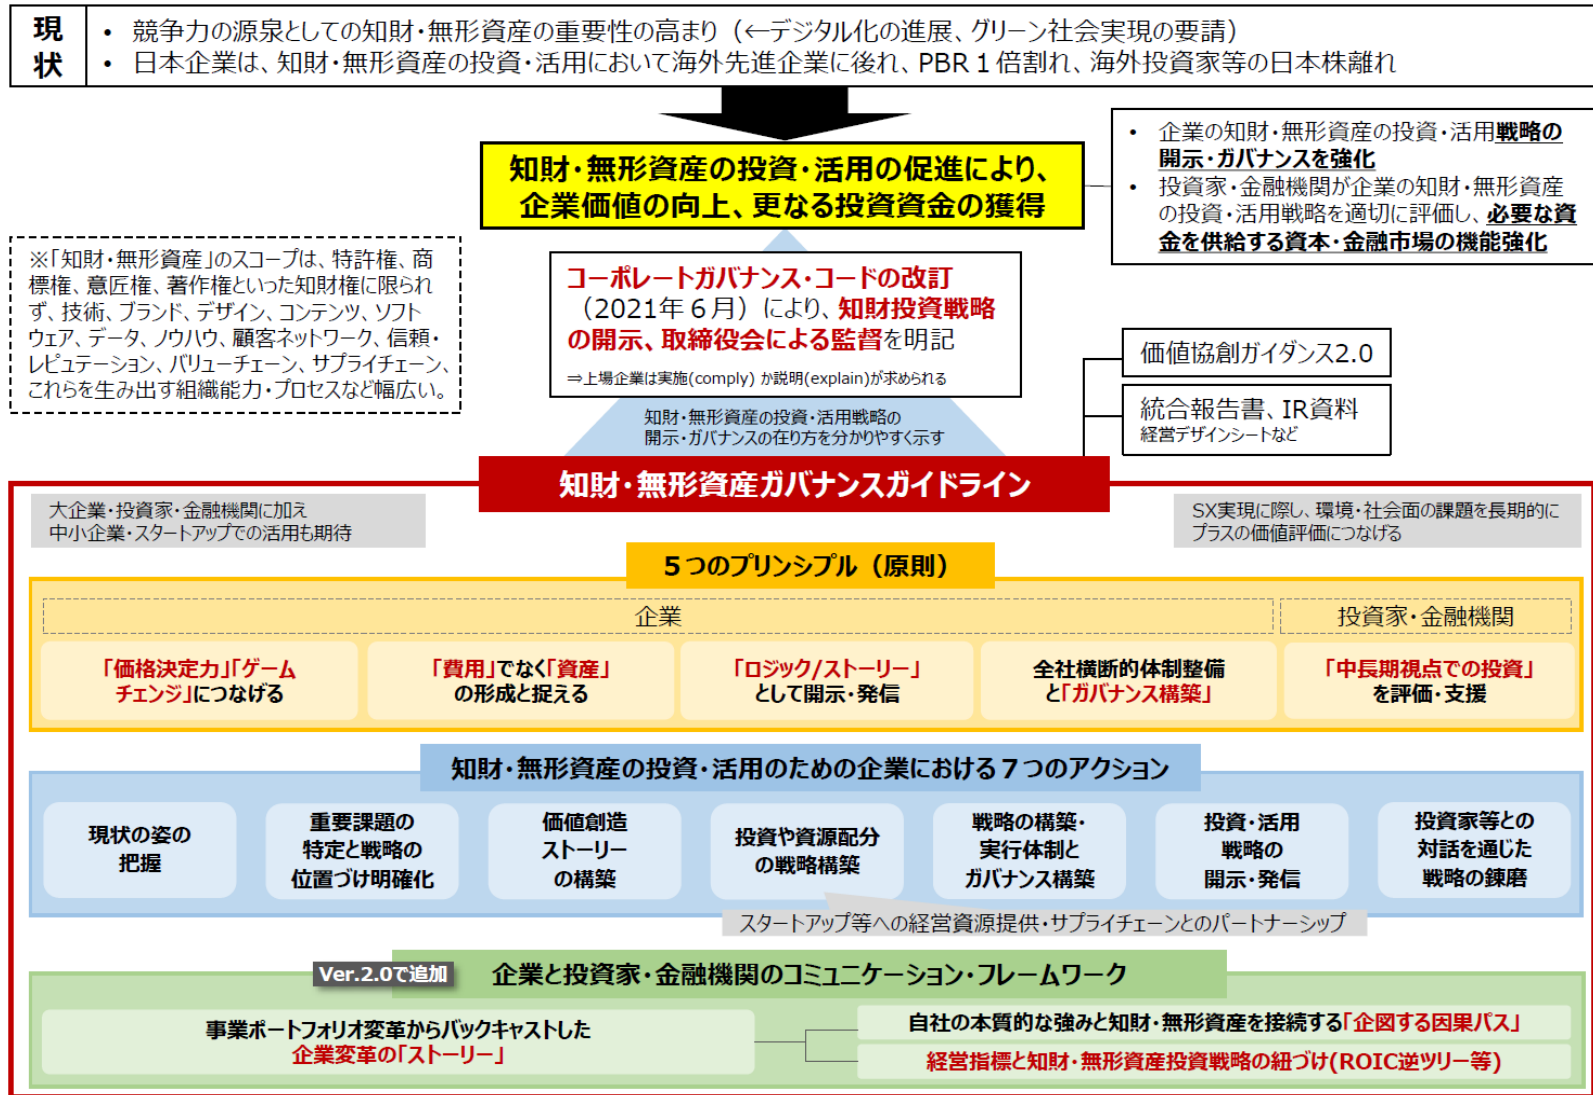 現
状
• 競争力の源泉としての知財・無形資産の重要性の高まり（←デジタル化の進展、グリーン社会実現の要請）
• 日本企業は、知財・無形資産の投資・活用において海外先進企業に後れ、PBR１倍割れ、海外投資家等の日本株離れ
知財・無形資産の投資・活用の促進により、
企業価値の向上、更なる投資資金の獲得
• 企業の知財・無形資産の投資・活用戦略の
開示・ガバナンスを強化
• 投資家・金融機関が企業の知財・無形資産
の投資・活用戦略を適切に評価し、必要な資
金を供給する資本・金融市場の機能強化
※「知財・無形資産」のスコープは、特許権、商
標権、意匠権、著作権といった知財権に限られ
ず、技術、ブランド、デザイン、コンテンツ、ソフト
ウェア、データ、ノウハウ、顧客ネットワーク、信頼・
レピュテーション、バリューチェーン、サプライチェーン、
これらを生み出す組織能力・プロセスなど幅広い。
コーポレートガバナンス・コードの改訂
（2021年６月）により、知財投資戦略
の開示、取締役会による監督を明記
⇒上場企業は実施(comply) か説明(explain)が求められる
知財・無形資産の投資・活用戦略の
開示・ガバナンスの在り方を分かりやすく示す
価値協創ガイダンス2.0
統合報告書、IR資料
経営デザインシートなど
知財・無形資産ガバナンスガイドライン
大企業・投資家・金融機関に加え
中小企業・スタートアップでの活用も期待
SX実現に際し、環境・社会面の課題を長期的に
プラスの価値評価につなげる
５つのプリンシプル（原則）
企業
投資家・金融機関
「価格決定力」「ゲーム
チェンジ」につなげる
「費用」でなく「資産」
の形成と捉える
「ロジック/ストーリー」
として開示・発信
全社横断的体制整備
と「ガバナンス構築」
「中長期視点での投資」
を評価・支援
知財・無形資産の投資・活用のための企業における７つのアクション
現状の姿の
把握
重要課題の
特定と戦略の
位置づけ明確化
価値創造
ストーリー
の構築
投資や資源配分
の戦略構築
戦略の構築・
実行体制と
ガバナンス構築
投資・活用
戦略の
開示・発信
投資家等との
対話を通じた
戦略の錬磨
スタートアップ等への経営資源提供・サプライチェーンとのパートナーシップ
Ver.2.0で追加
企業と投資家・金融機関のコミュニケーション・フレームワーク
事業ポートフォリオ変革からバックキャストした
企業変革の「ストーリー」
自社の本質的な強みと知財・無形資産を接続する「企図する因果パス」
経営指標と知財・無形資産投資戦略の紐づけ(ROIC逆ツリー等)